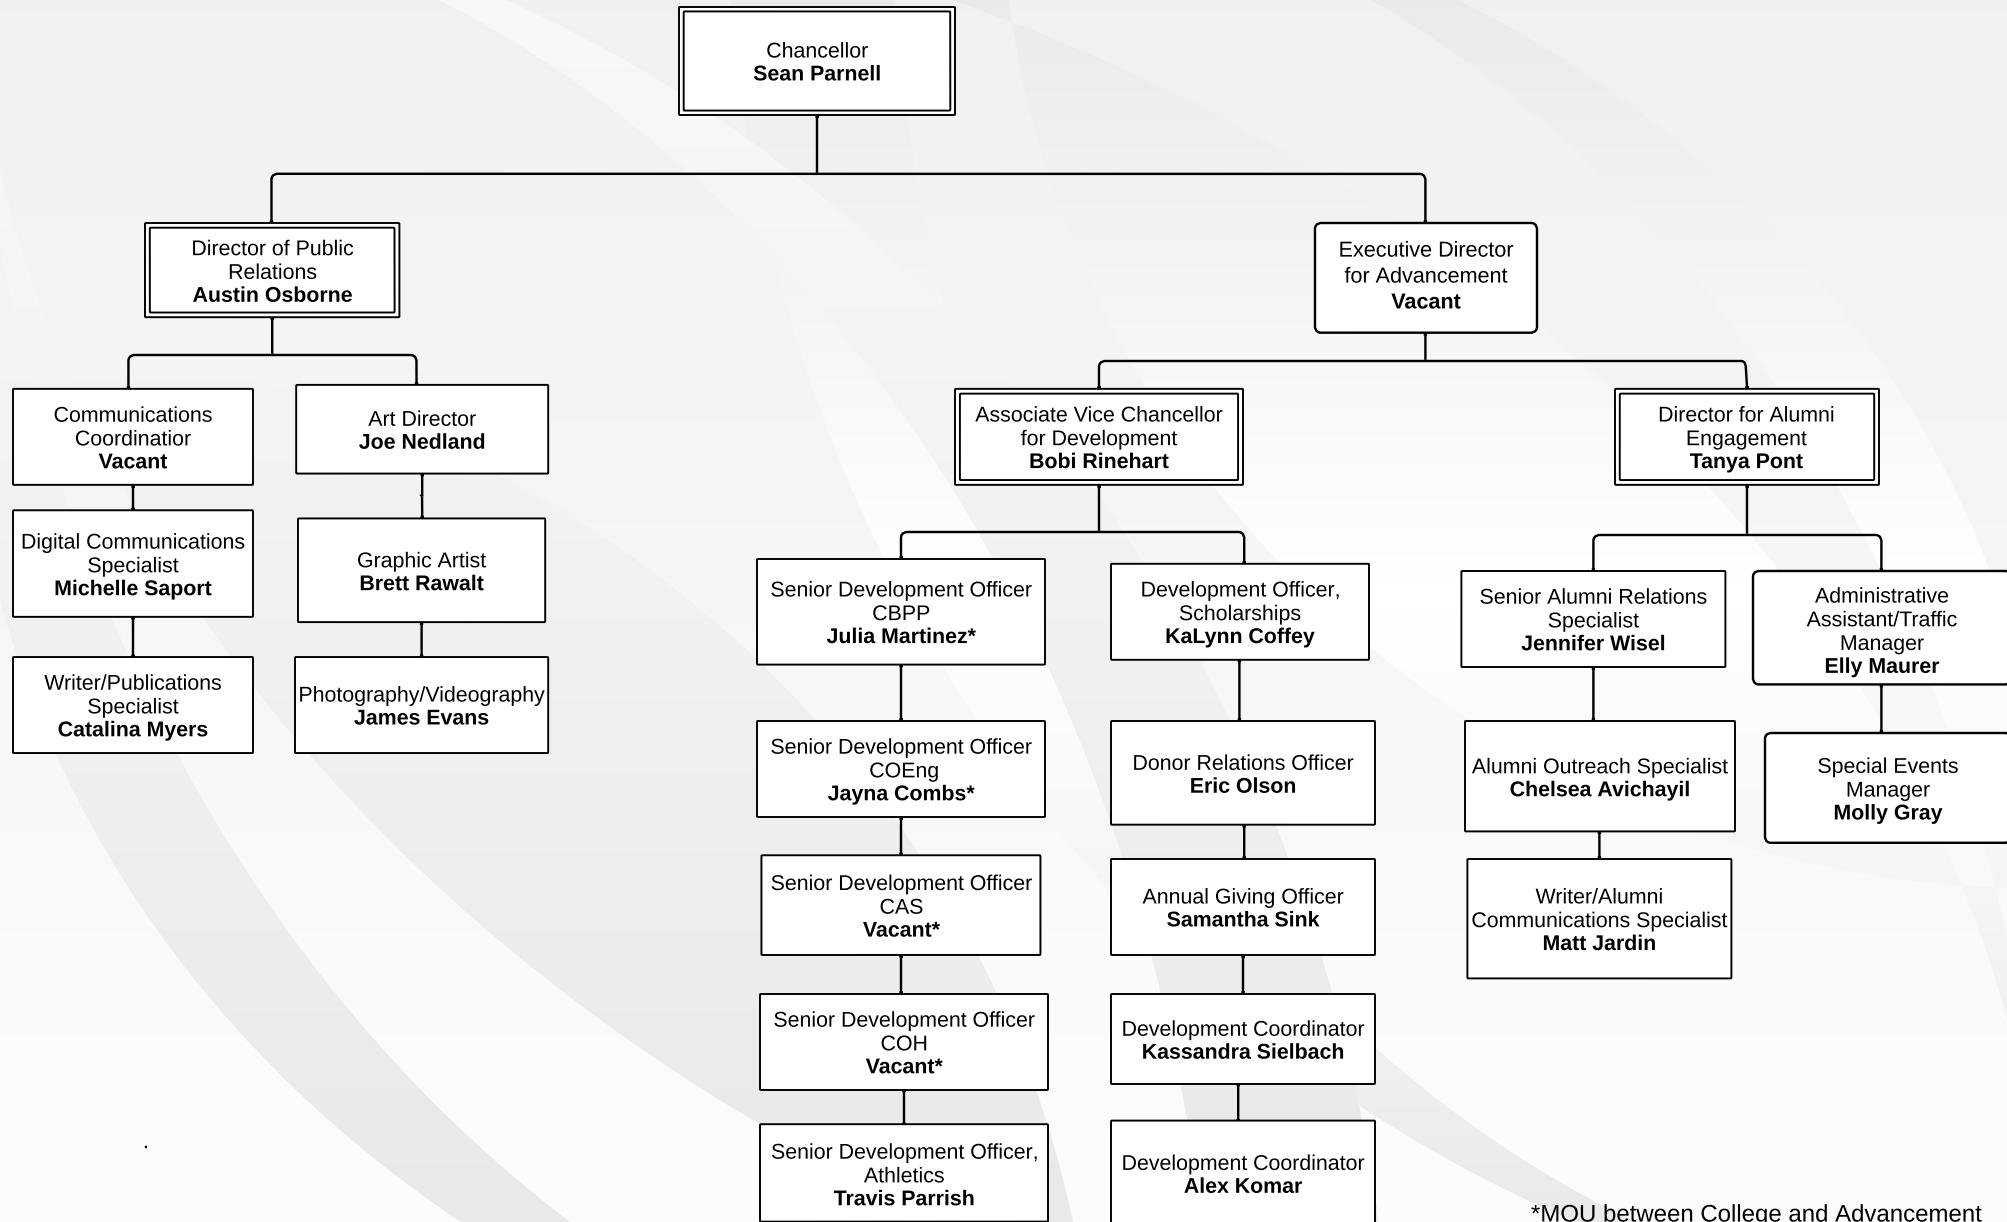 Chancellor
Sean Parnell
Director of Public
Relations
Austin Osborne
Executive Director
for Advancement
Vacant
Communications
Coordinatior
Vacant
Art Director
Joe Nedland
Associate Vice Chancellor
for Development
Bobi Rinehart
Director for Alumni
Engagement
Tanya Pont
Digital Communications
Specialist
Michelle Saport
Graphic Artist
Brett Rawalt
Writer/Publications
Specialist
Catalina Myers
Photography/Videography
James Evans
Senior Development Officer
CBPP
Julia Martinez*
Development Officer,
Scholarships
KaLynn Coffey
Senior Alumni Relations
Specialist
Jennifer Wisel
Administrative
Assistant/Traffic
Manager
Elly Maurer
Senior Development Officer
COEng
Jayna Combs*
Donor Relations Officer
Eric Olson
Alumni Outreach Specialist
Chelsea Avichayil
Special Events
Manager
Molly Gray
Senior Development Officer
CAS
Vacant*
Annual Giving Officer
Samantha Sink
Writer/Alumni
Communications Specialist
Matt Jardin
Senior Development Officer
COH
Vacant*
Development Coordinator
Kassandra Sielbach
Senior Development Officer,
Athletics
Travis Parrish
Development Coordinator
Alex Komar
*MOU between College and Advancement